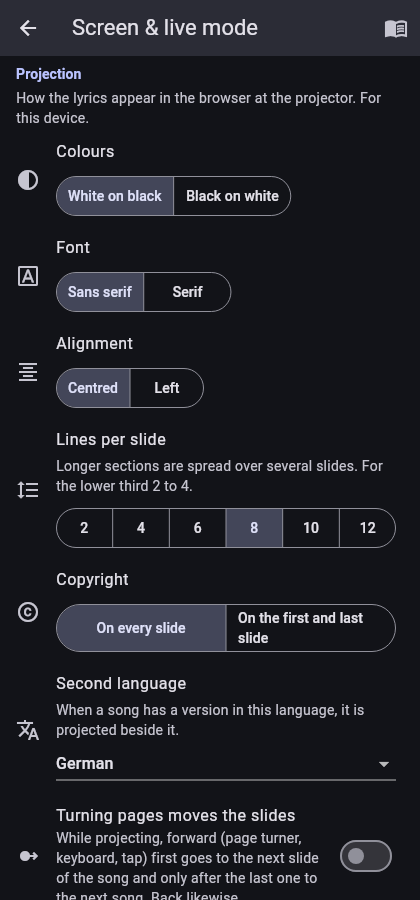 Screen & live mode
Projection
How the lyrics appear in the browser at the projector. For
this device.
Colours
White on black
Black on white
Font
Sans serif
Serif
Alignment
Centred
Left
Lines per slide
Longer sections are spread over several slides. For
the lower third 2 to 4.
2
4
6
8
10
12
Copyright
On every slide
On the first and last
slide
Second language
When a song has a version in this language, it is
projected beside it.
German
Turning pages moves the slides
While projecting, forward (page turner,
keyboard, tap) first goes to the next slide
of the song and only after the last one to
the next song. Back likewise.